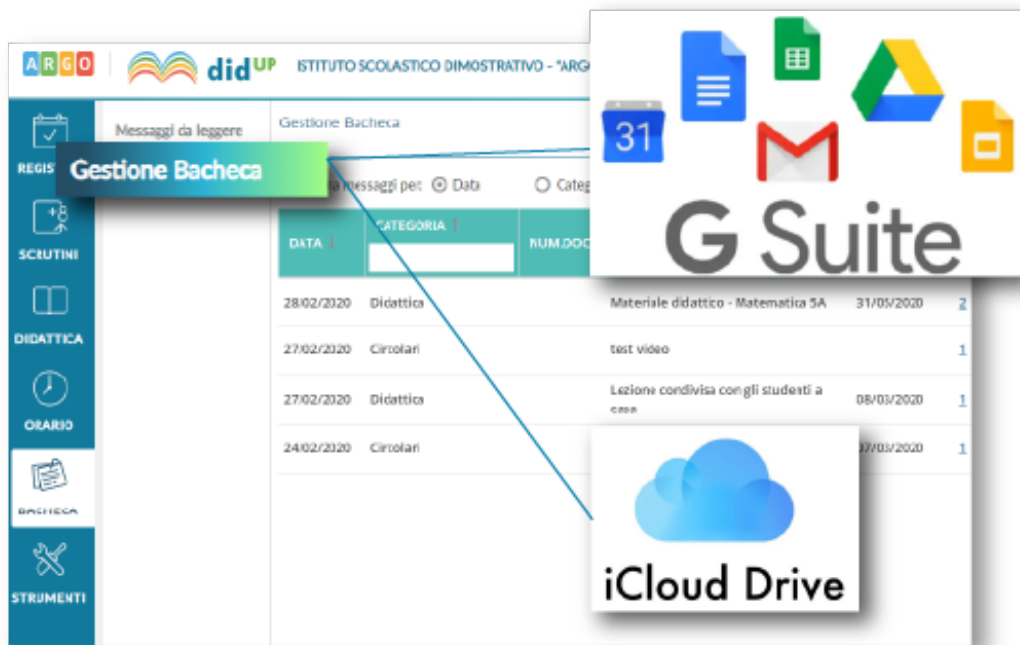 ARGO
didUP
ISTITUTO SCOLASTICO DIMOSTRATIVO - "ARG
Messaggi da leggere
Gestione Bacheca
31
REGIS
Gestione Bacheca
messaggi per: Data Categ
G Suite
SCRUTINI
DATA CATEGORIA NUM.DOC
28/02/2020 Didattica Materiale didattico - Matematica 5A 31/05/2020 2
DIDATTICA
27/02/2020 Circolari test video 1
27/02/2020 Didattica Lezione condivisa con gli studenti a
casa 08/03/2020 1
ORARIO
24/02/2020 Circolari 07/03/2020 1
BACHECA
iCloud Drive
STRUMENTI